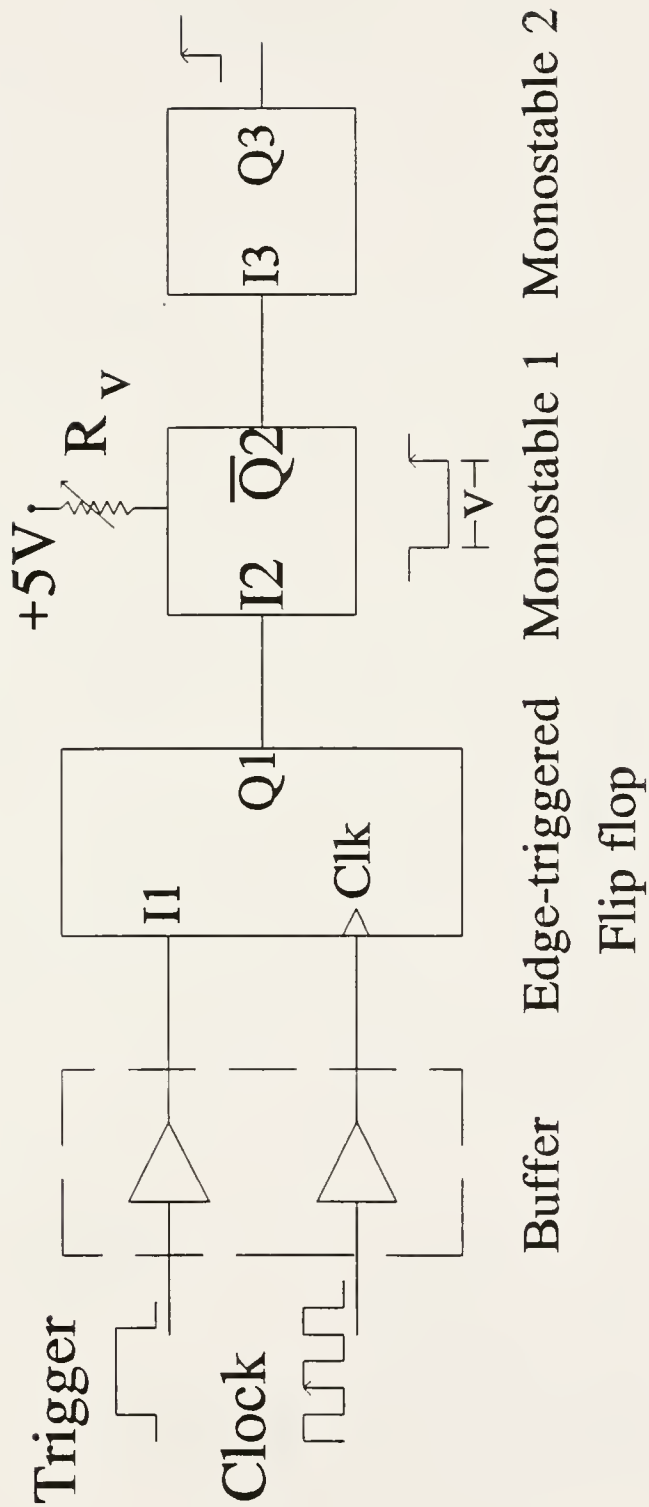 Trigger
Clock
Buffer
I1
Q1
Clk
Edge-triggered
Flip flop
+5V
R v
I2 Q̅2
v
Monostable 1
I3 Q3
Monostable 2